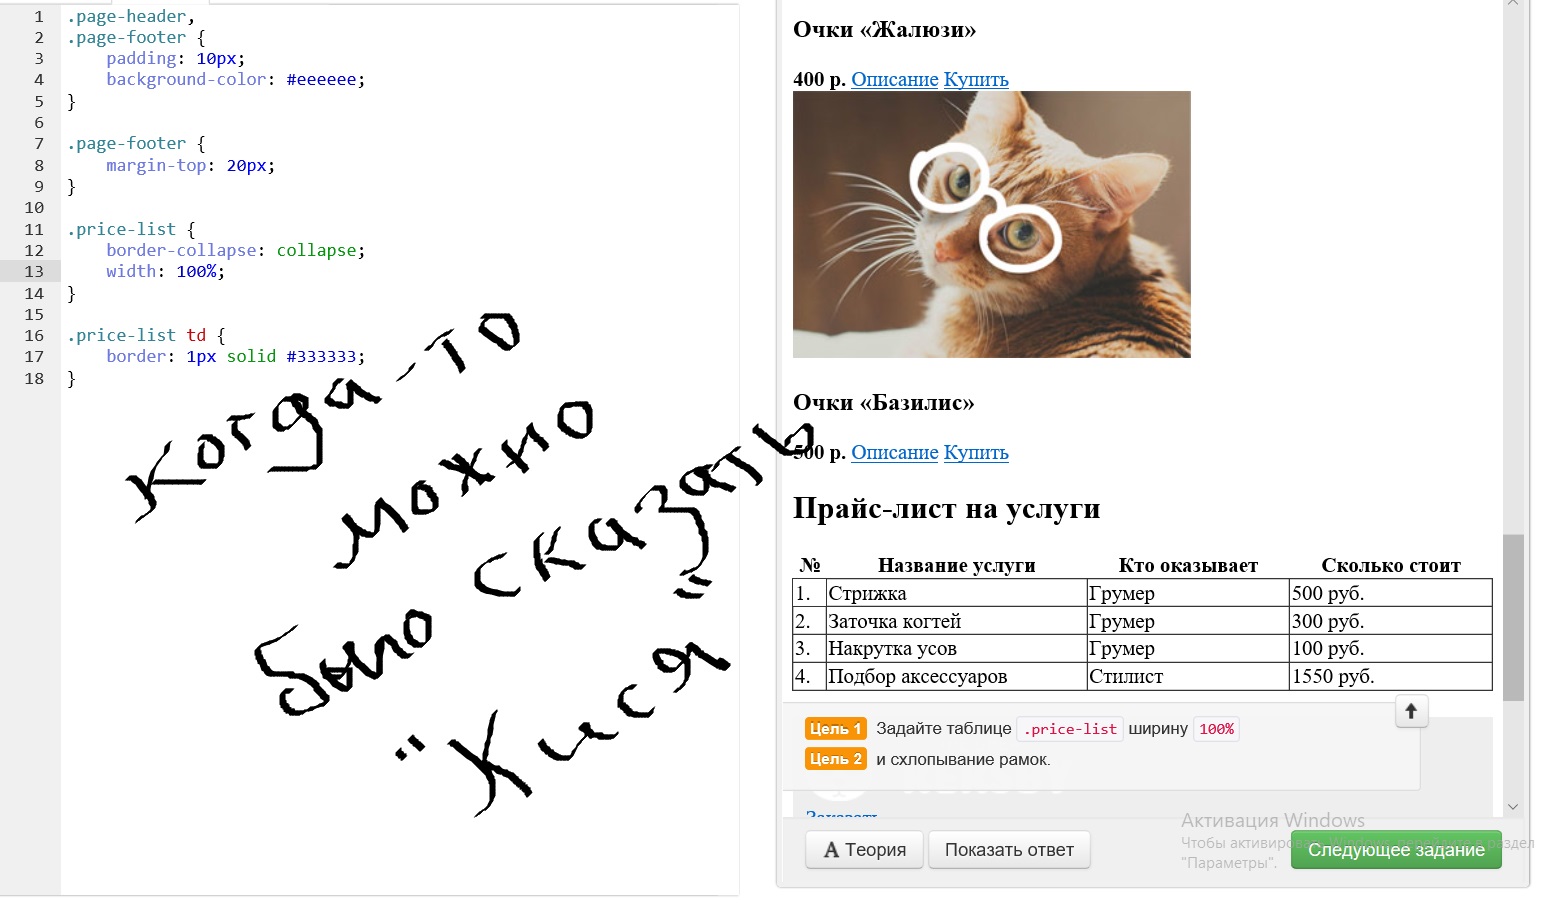 1 .page-header,
2 .page-footer {
3 padding: 10px;
4 background-color: #eeeeee;
5 }
6
7 .page-footer {
8 margin-top: 20px;
9 }
10
11 .price-list {
12 border-collapse: collapse;
13 width: 100%;
14 }
15
16 .price-list td {
17 border: 1px solid #333333;
18 }
Когда-то
можно
было сказать
"Кися"
Очки «Жалюзи»
400 р. Описание Купить
Очки «Базилис»
500 р. Описание Купить
Прайс-лист на услуги
№ Название услуги Кто оказывает Сколько стоит
1. Стрижка Грумер 500 руб.
2. Заточка когтей Грумер 300 руб.
3. Накрутка усов Грумер 100 руб.
4. Подбор аксессуаров Стилист 1550 руб.
Цель 1 Задайте таблице .price-list ширину 100%
Цель 2 и схлопывание рамок.
Заказать
Активация Windows
Чтобы активировать Windows, перейдите в раздел
"Параметры".
А Теория Показать ответ Следующее задание